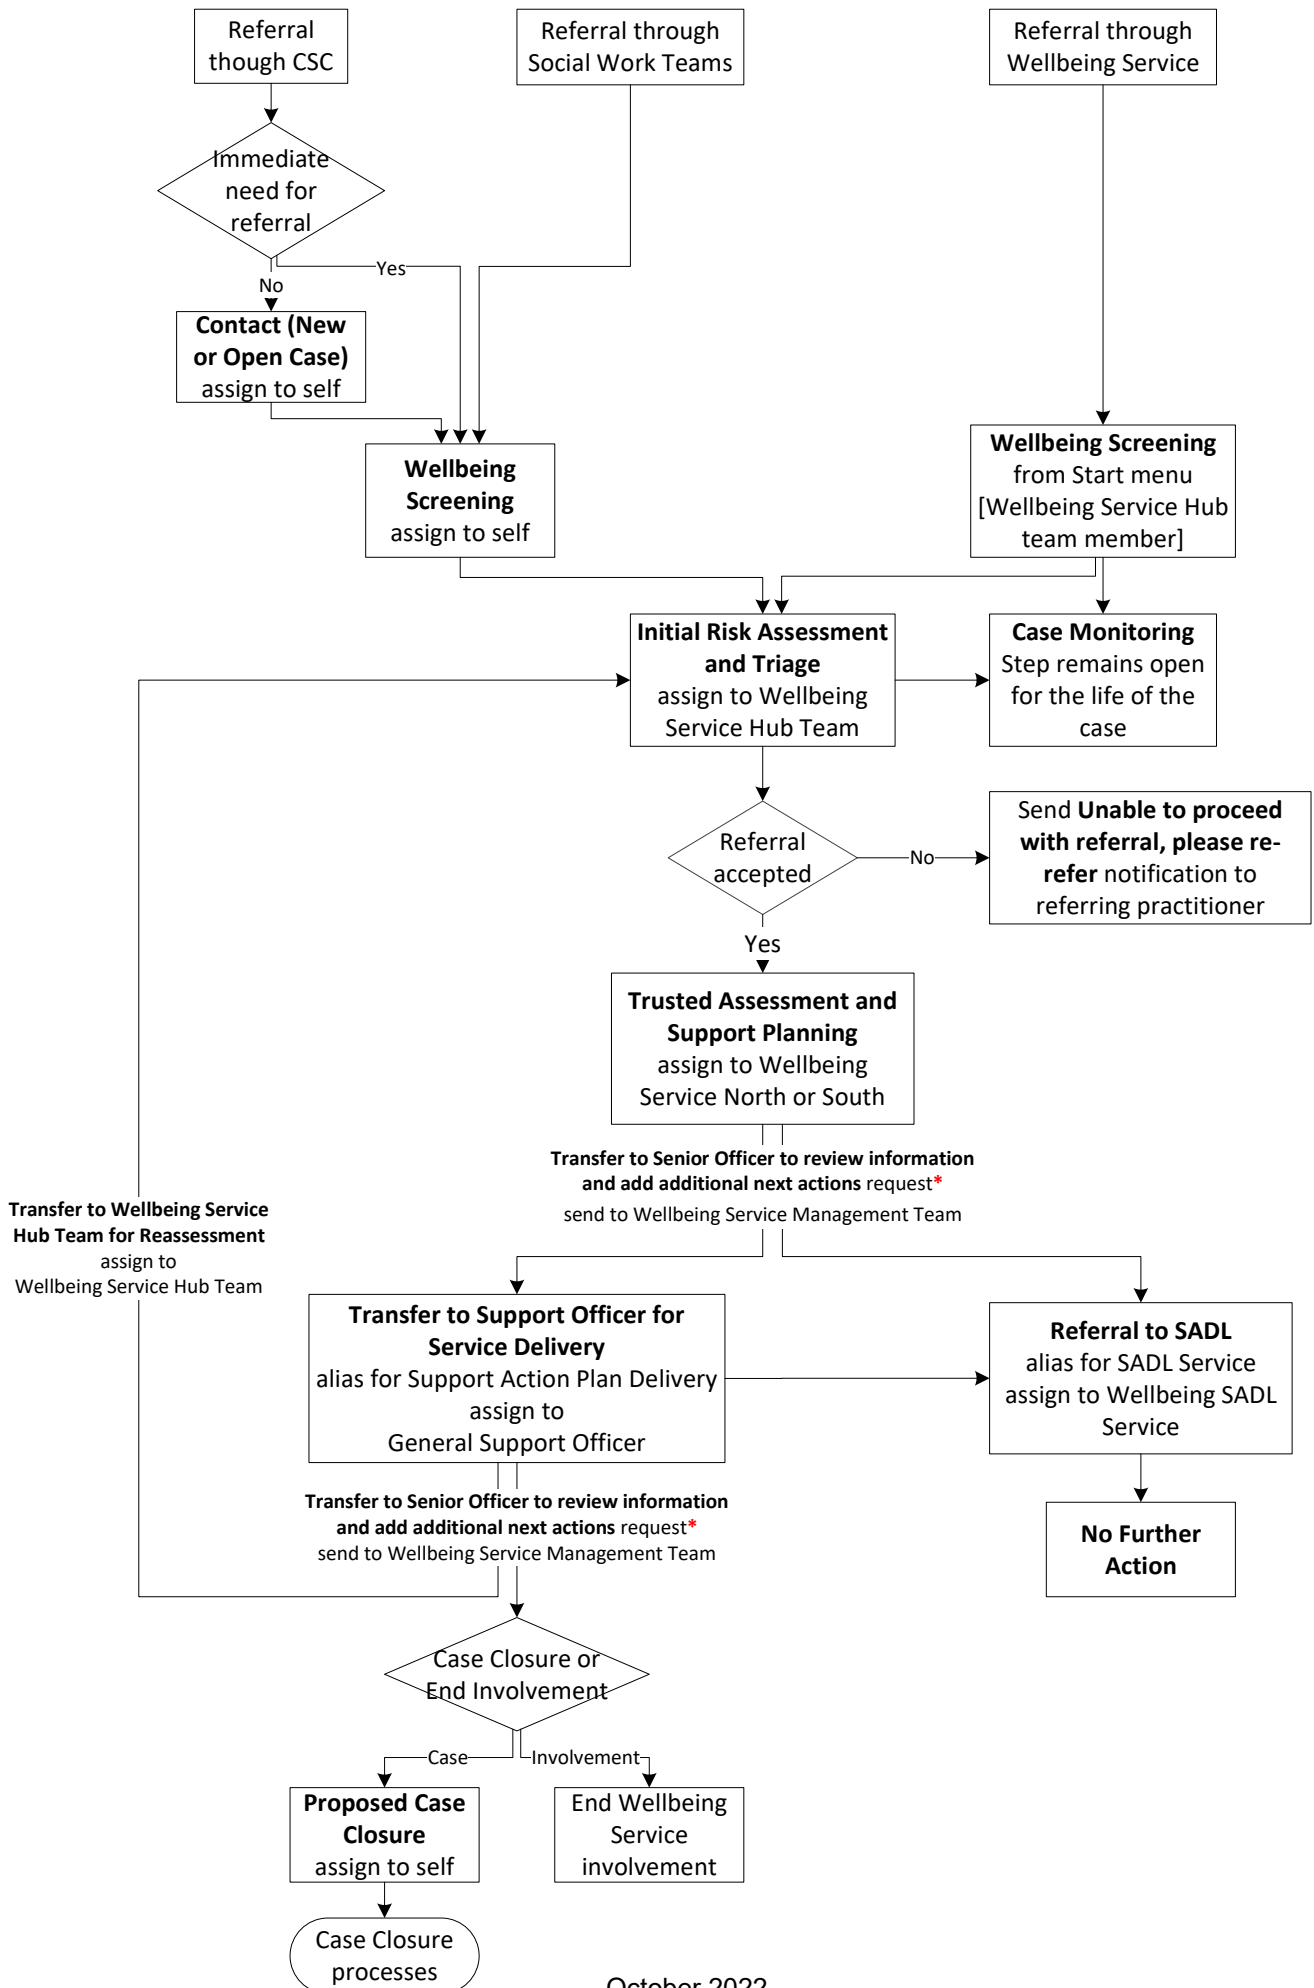 Referral
though CSC
Referral through
Social Work Teams
Referral through
Wellbeing Service
Immediate
need for
referral
Yes
No
Contact (New
or Open Case)
assign to self
Wellbeing
Screening
assign to self
Wellbeing Screening
from Start menu
[Wellbeing Service Hub
team member]
Initial Risk Assessment
and Triage
assign to Wellbeing
Service Hub Team
Case Monitoring
Step remains open
for the life of the
case
Referral
accepted
No
Send Unable to proceed
with referral, please re-
refer notification to
referring practitioner
Yes
Trusted Assessment and
Support Planning
assign to Wellbeing
Service North or South
Transfer to Senior Officer to review information
and add additional next actions request*
send to Wellbeing Service Management Team
Transfer to Wellbeing Service
Hub Team for Reassessment
assign to
Wellbeing Service Hub Team
Transfer to Support Officer for
Service Delivery
alias for Support Action Plan Delivery
assign to
General Support Officer
Referral to SADL
alias for SADL Service
assign to Wellbeing SADL
Service
Transfer to Senior Officer to review information
and add additional next actions request*
send to Wellbeing Service Management Team
No Further
Action
Case Closure or
End Involvement
Case
Involvement
Proposed Case
Closure
assign to self
End Wellbeing
Service
involvement
Case Closure
processes
October 2022